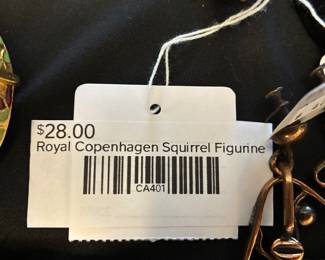 $28.00
Royal Copenhagen Squirrel Figurine
CA401